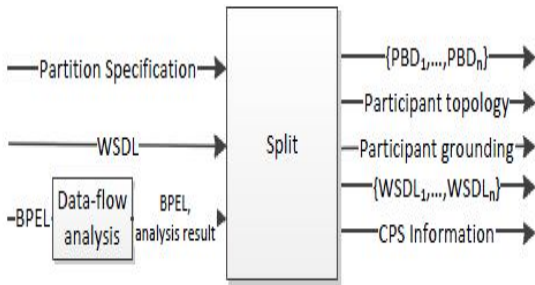 Partition Specification
WSDL
BPEL
Data-flow
analysis
BPEL,
analysis result
Split
{PBD₁,...,PBDₙ}
Participant topology
Participant grounding
{WSDL₁,...,WSDLₙ}
CPS Information